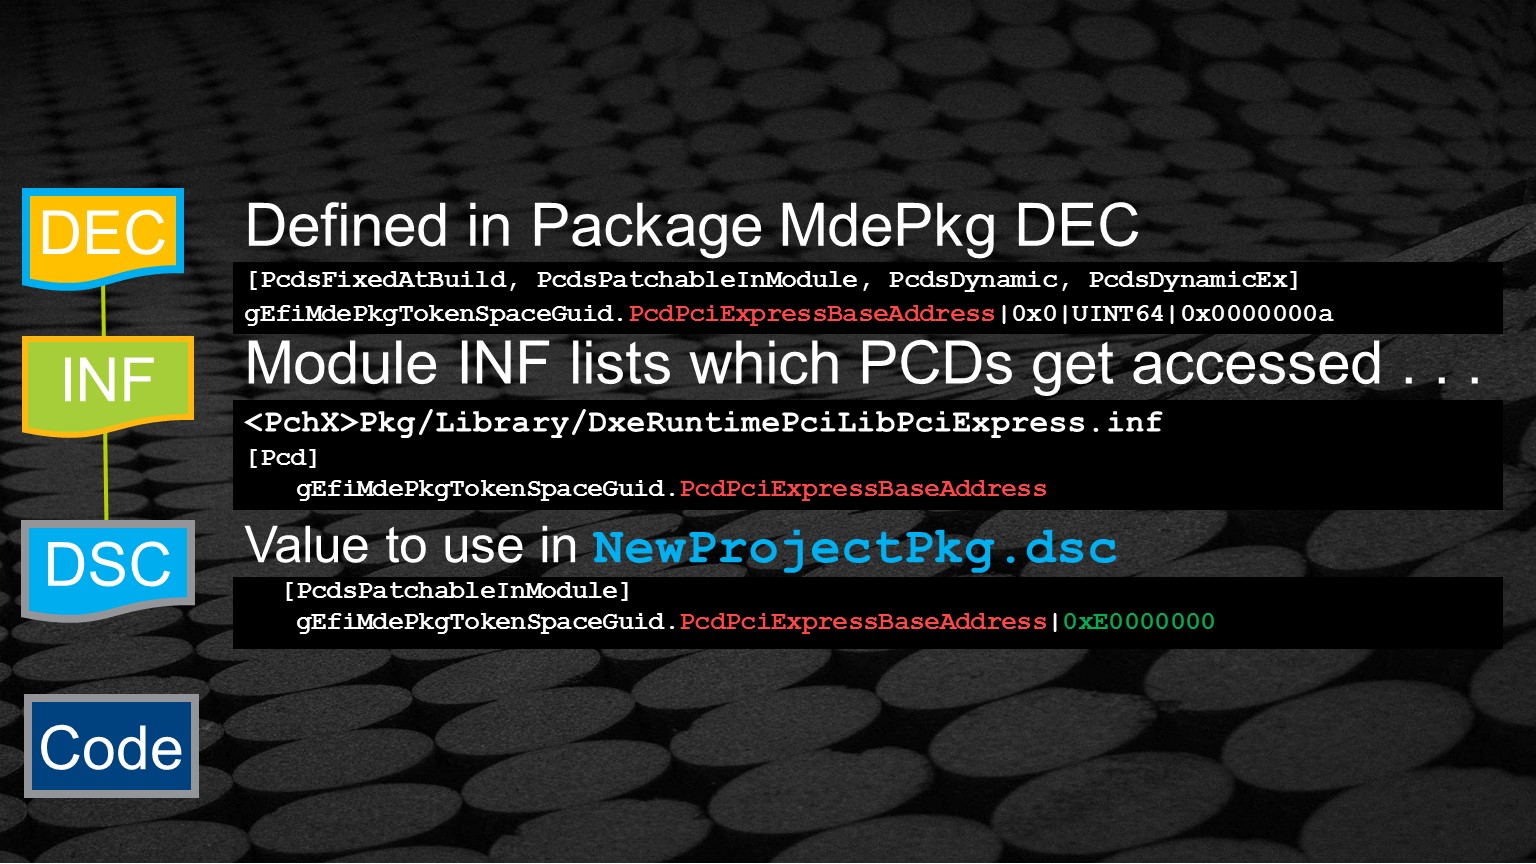 DEC
Defined in Package MdePkg DEC
[PcdsFixedAtBuild, PcdsPatchableInModule, PcdsDynamic, PcdsDynamicEx]
gEfiMdePkgTokenSpaceGuid.PcdPciExpressBaseAddress|0x0|UINT64|0x0000000a
INF
Module INF lists which PCDs get accessed . . .
<PchX>Pkg/Library/DxeRuntimePciLibPciExpress.inf
[Pcd]
gEfiMdePkgTokenSpaceGuid.PcdPciExpressBaseAddress
DSC
Value to use in NewProjectPkg.dsc
[PcdsPatchableInModule]
gEfiMdePkgTokenSpaceGuid.PcdPciExpressBaseAddress|0xE0000000
Code